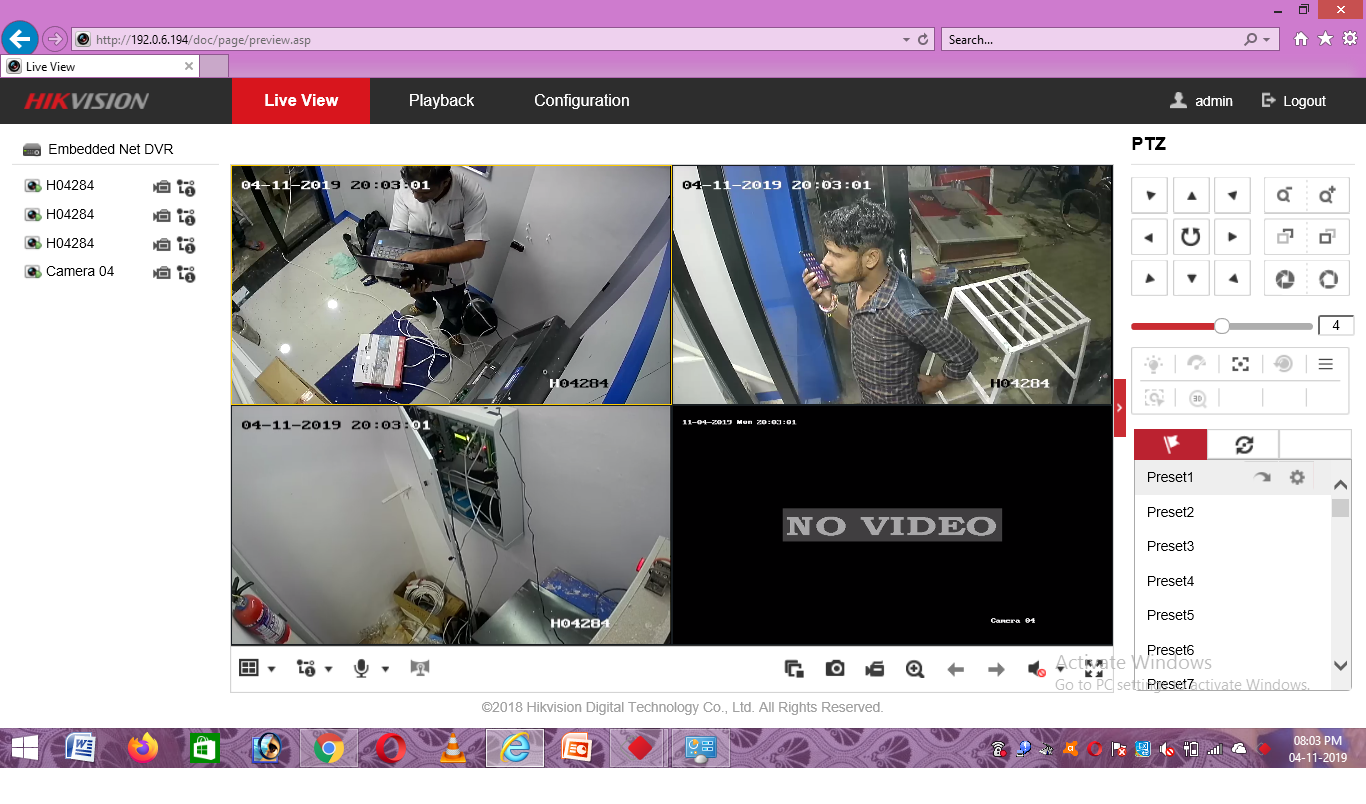 http://192.0.6.194/doc/page/preview.asp
Search...
Live View
HIKVISION
Live View
Playback
Configuration
admin
Logout
Embedded Net DVR
H04284
H04284
H04284
Camera 04
04-11-2019 20:03:01
H04284
04-11-2019 20:03:01
H04284
04-11-2019 20:03:01
H04284
11-04-2019 Mon 20:03:01
NO VIDEO
Camera 04
PTZ
4
3D
Preset1
Preset2
Preset3
Preset4
Preset5
Preset6
Preset7
Activate Windows
Go to PC settings to activate Windows.
©2018 Hikvision Digital Technology Co., Ltd. All Rights Reserved.
08:03 PM
04-11-2019